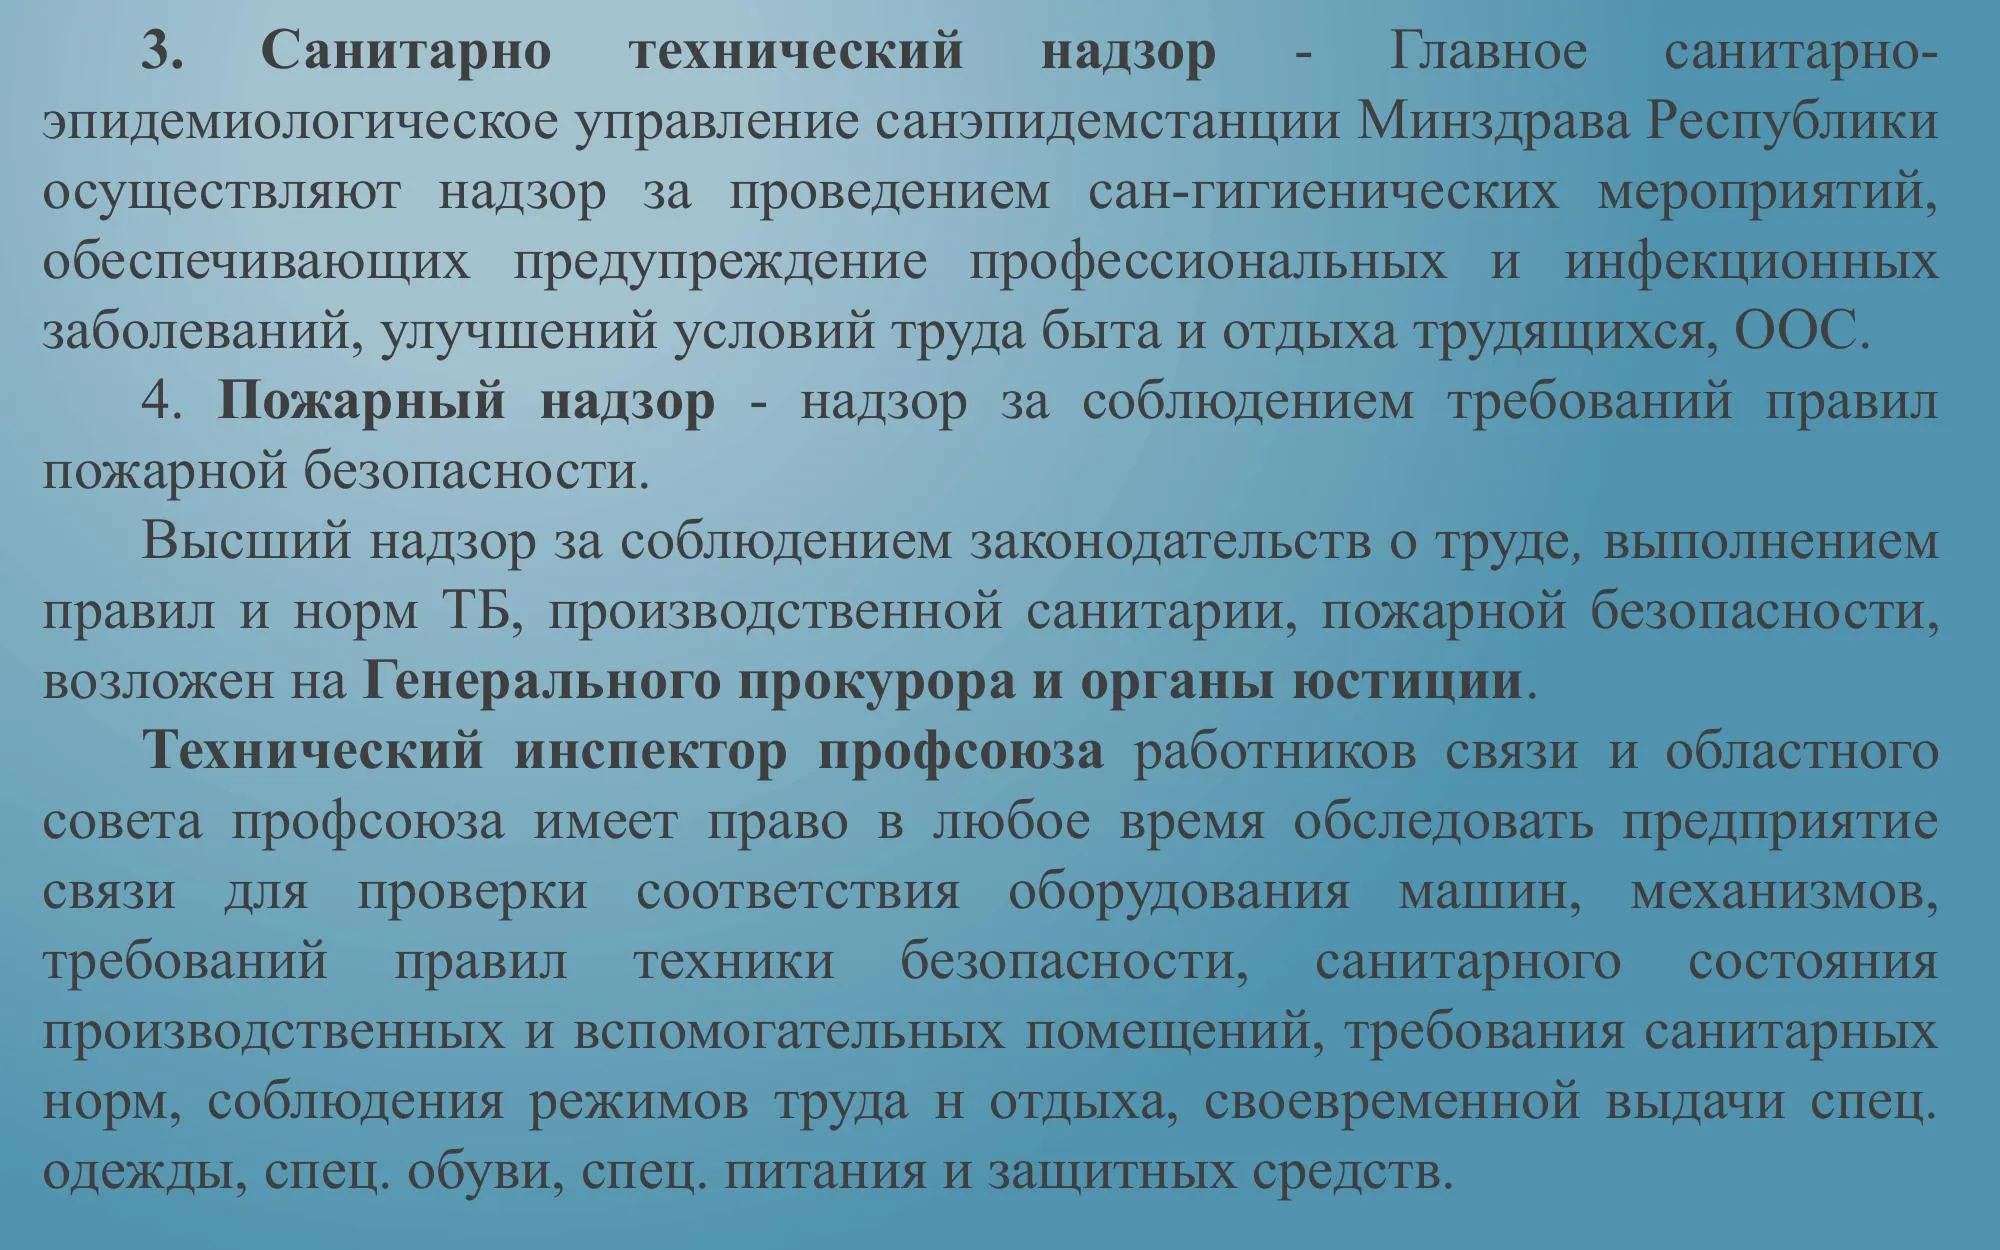 3. Санитарно технический надзор - Главное санитарно-
эпидемиологическое управление санэпидемстанции Минздрава Республики
осуществляют надзор за проведением сан-гигиенических мероприятий,
обеспечивающих предупреждение профессиональных и инфекционных
заболеваний, улучшений условий труда быта и отдыха трудящихся, ООС.
4. Пожарный надзор - надзор за соблюдением требований правил
пожарной безопасности.
Высший надзор за соблюдением законодательств о труде, выполнением
правил и норм ТБ, производственной санитарии, пожарной безопасности,
возложен на Генерального прокурора и органы юстиции.
Технический инспектор профсоюза работников связи и областного
совета профсоюза имеет право в любое время обследовать предприятие
связи для проверки соответствия оборудования машин, механизмов,
требований правил техники безопасности, санитарного состояния
производственных и вспомогательных помещений, требования санитарных
норм, соблюдения режимов труда н отдыха, своевременной выдачи спец.
одежды, спец. обуви, спец. питания и защитных средств.